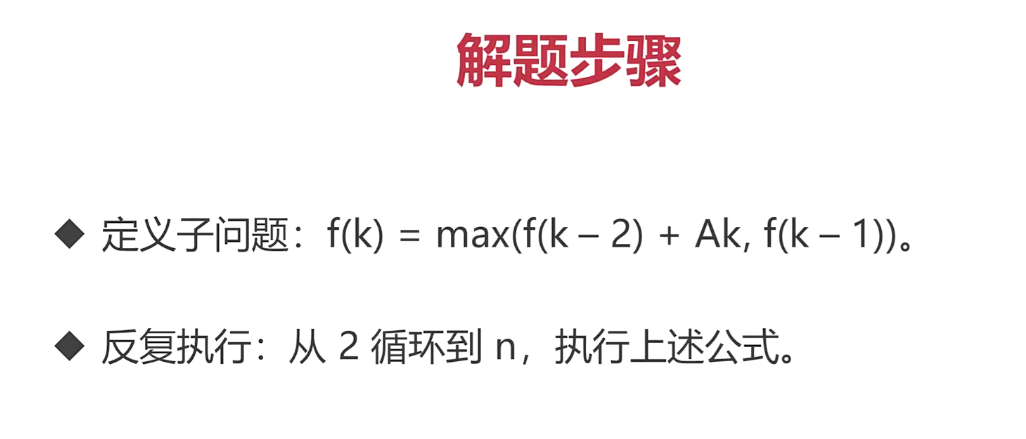 解题步骤
◆ 定义子问题：f(k) = max(f(k – 2) + Ak, f(k – 1))。
◆ 反复执行：从 2 循环到 n，执行上述公式。